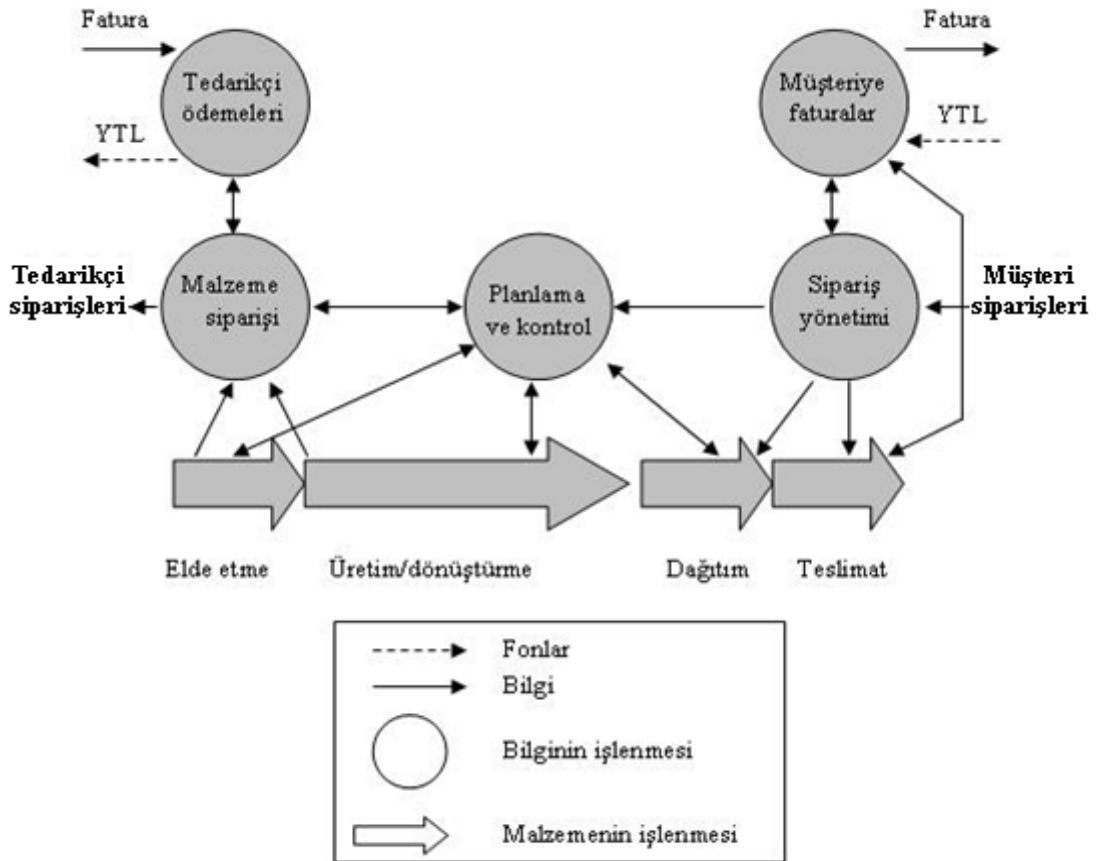 Fatura
Fatura
Tedarikçi
ödemeleri
Müşteriye
faturalar
YTL
YTL
Tedarikçi
siparişleri
Malzeme
siparişi
Planlama
ve kontrol
Sipariş
yönetimi
Müşteri
siparişleri
Elde etme
Üretim/dönüştürme
Dağıtım
Teslimat
Fonlar
Bilgi
Bilginin işlenmesi
Malzemenin işlenmesi